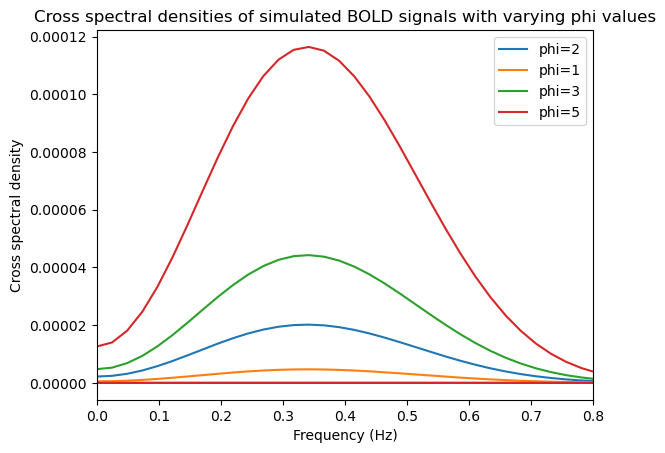 Cross spectral densities of simulated BOLD signals with varying phi values
0.00012
0.00010
0.00008
0.00006
0.00004
0.00002
0.00000
Cross spectral density
phi=2
phi=1
phi=3
phi=5
0.0 0.1 0.2 0.3 0.4 0.5 0.6 0.7 0.8
Frequency (Hz)